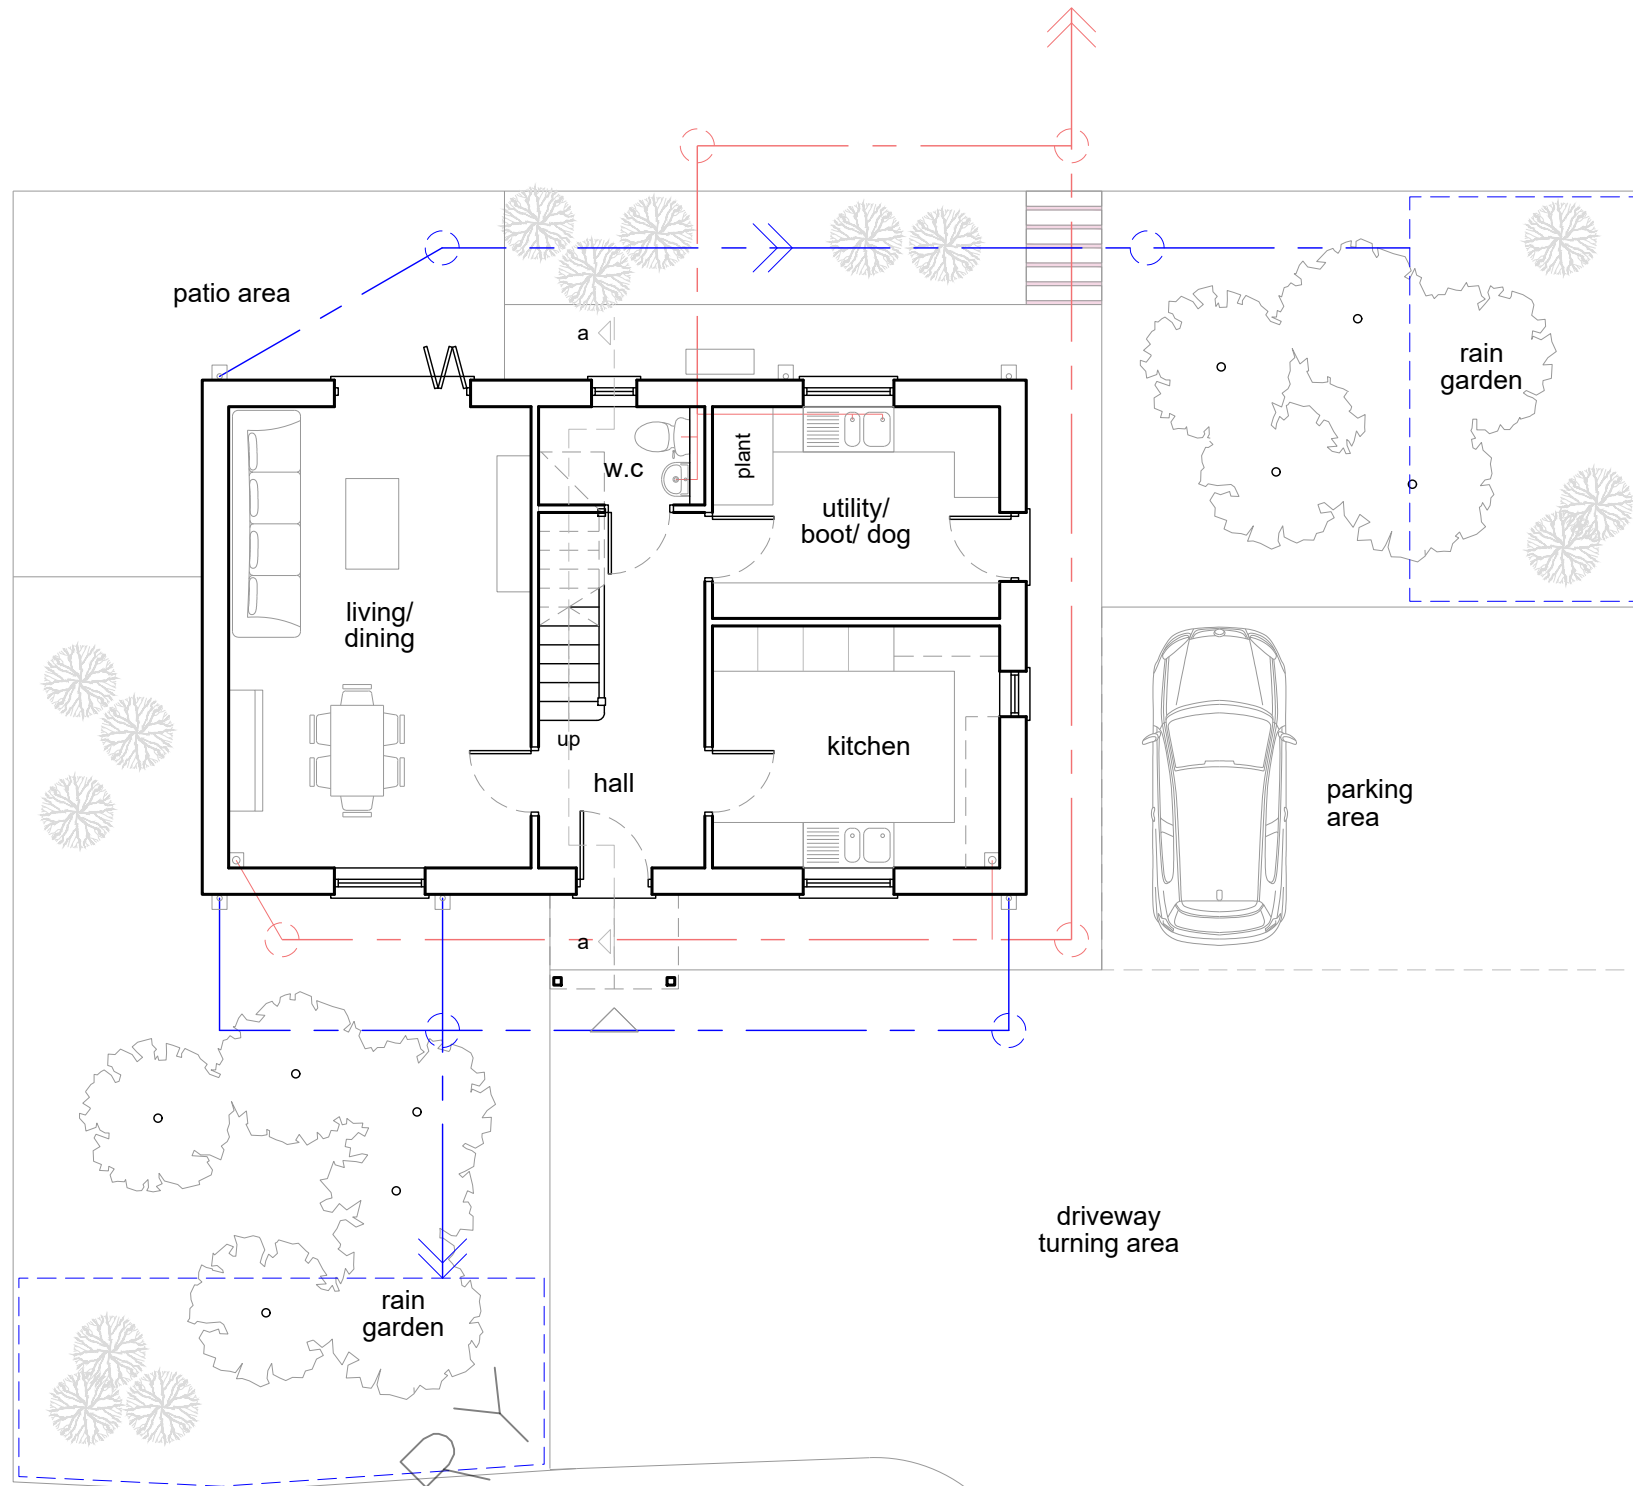 patio area
a
rain
garden
plant
w.c
utility/
boot/ dog
living/
dining
up
kitchen
hall
parking
area
a
driveway
turning area
rain
garden